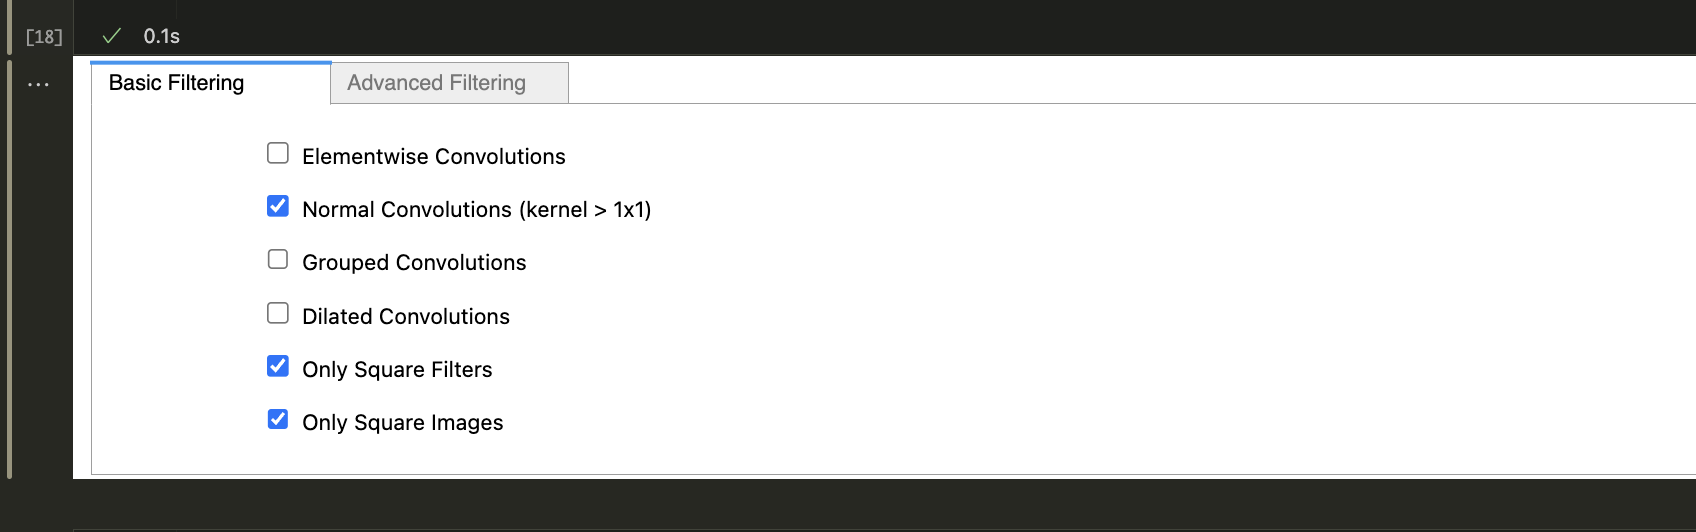 [18] ✓ 0.1s
...
Basic Filtering Advanced Filtering
Elementwise Convolutions
Normal Convolutions (kernel > 1x1)
Grouped Convolutions
Dilated Convolutions
Only Square Filters
Only Square Images